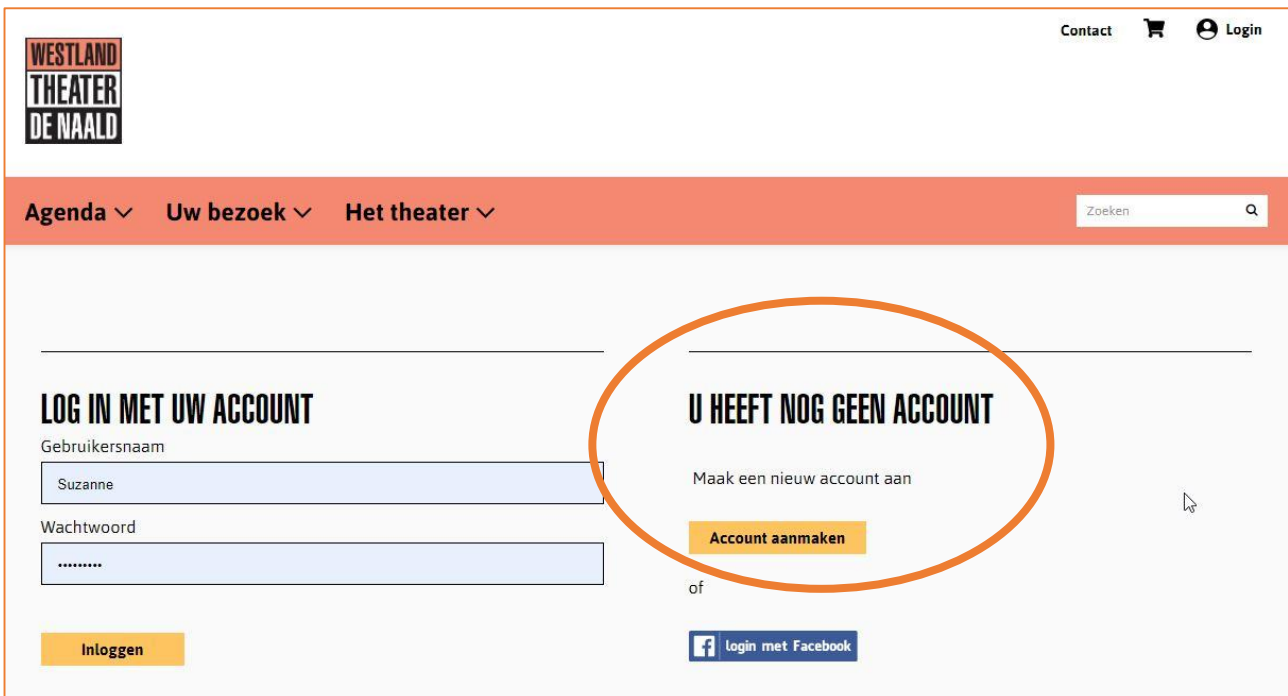 Contact Login
WESTLAND
THEATER
DE NAALD
Agenda Uw bezoek Het theater Zoeken
LOG IN MET UW ACCOUNT
Gebruikersnaam
Suzanne
Wachtwoord
•••••••••
Inloggen
U HEEFT NOG GEEN ACCOUNT
Maak een nieuw account aan
Account aanmaken
of
login met Facebook